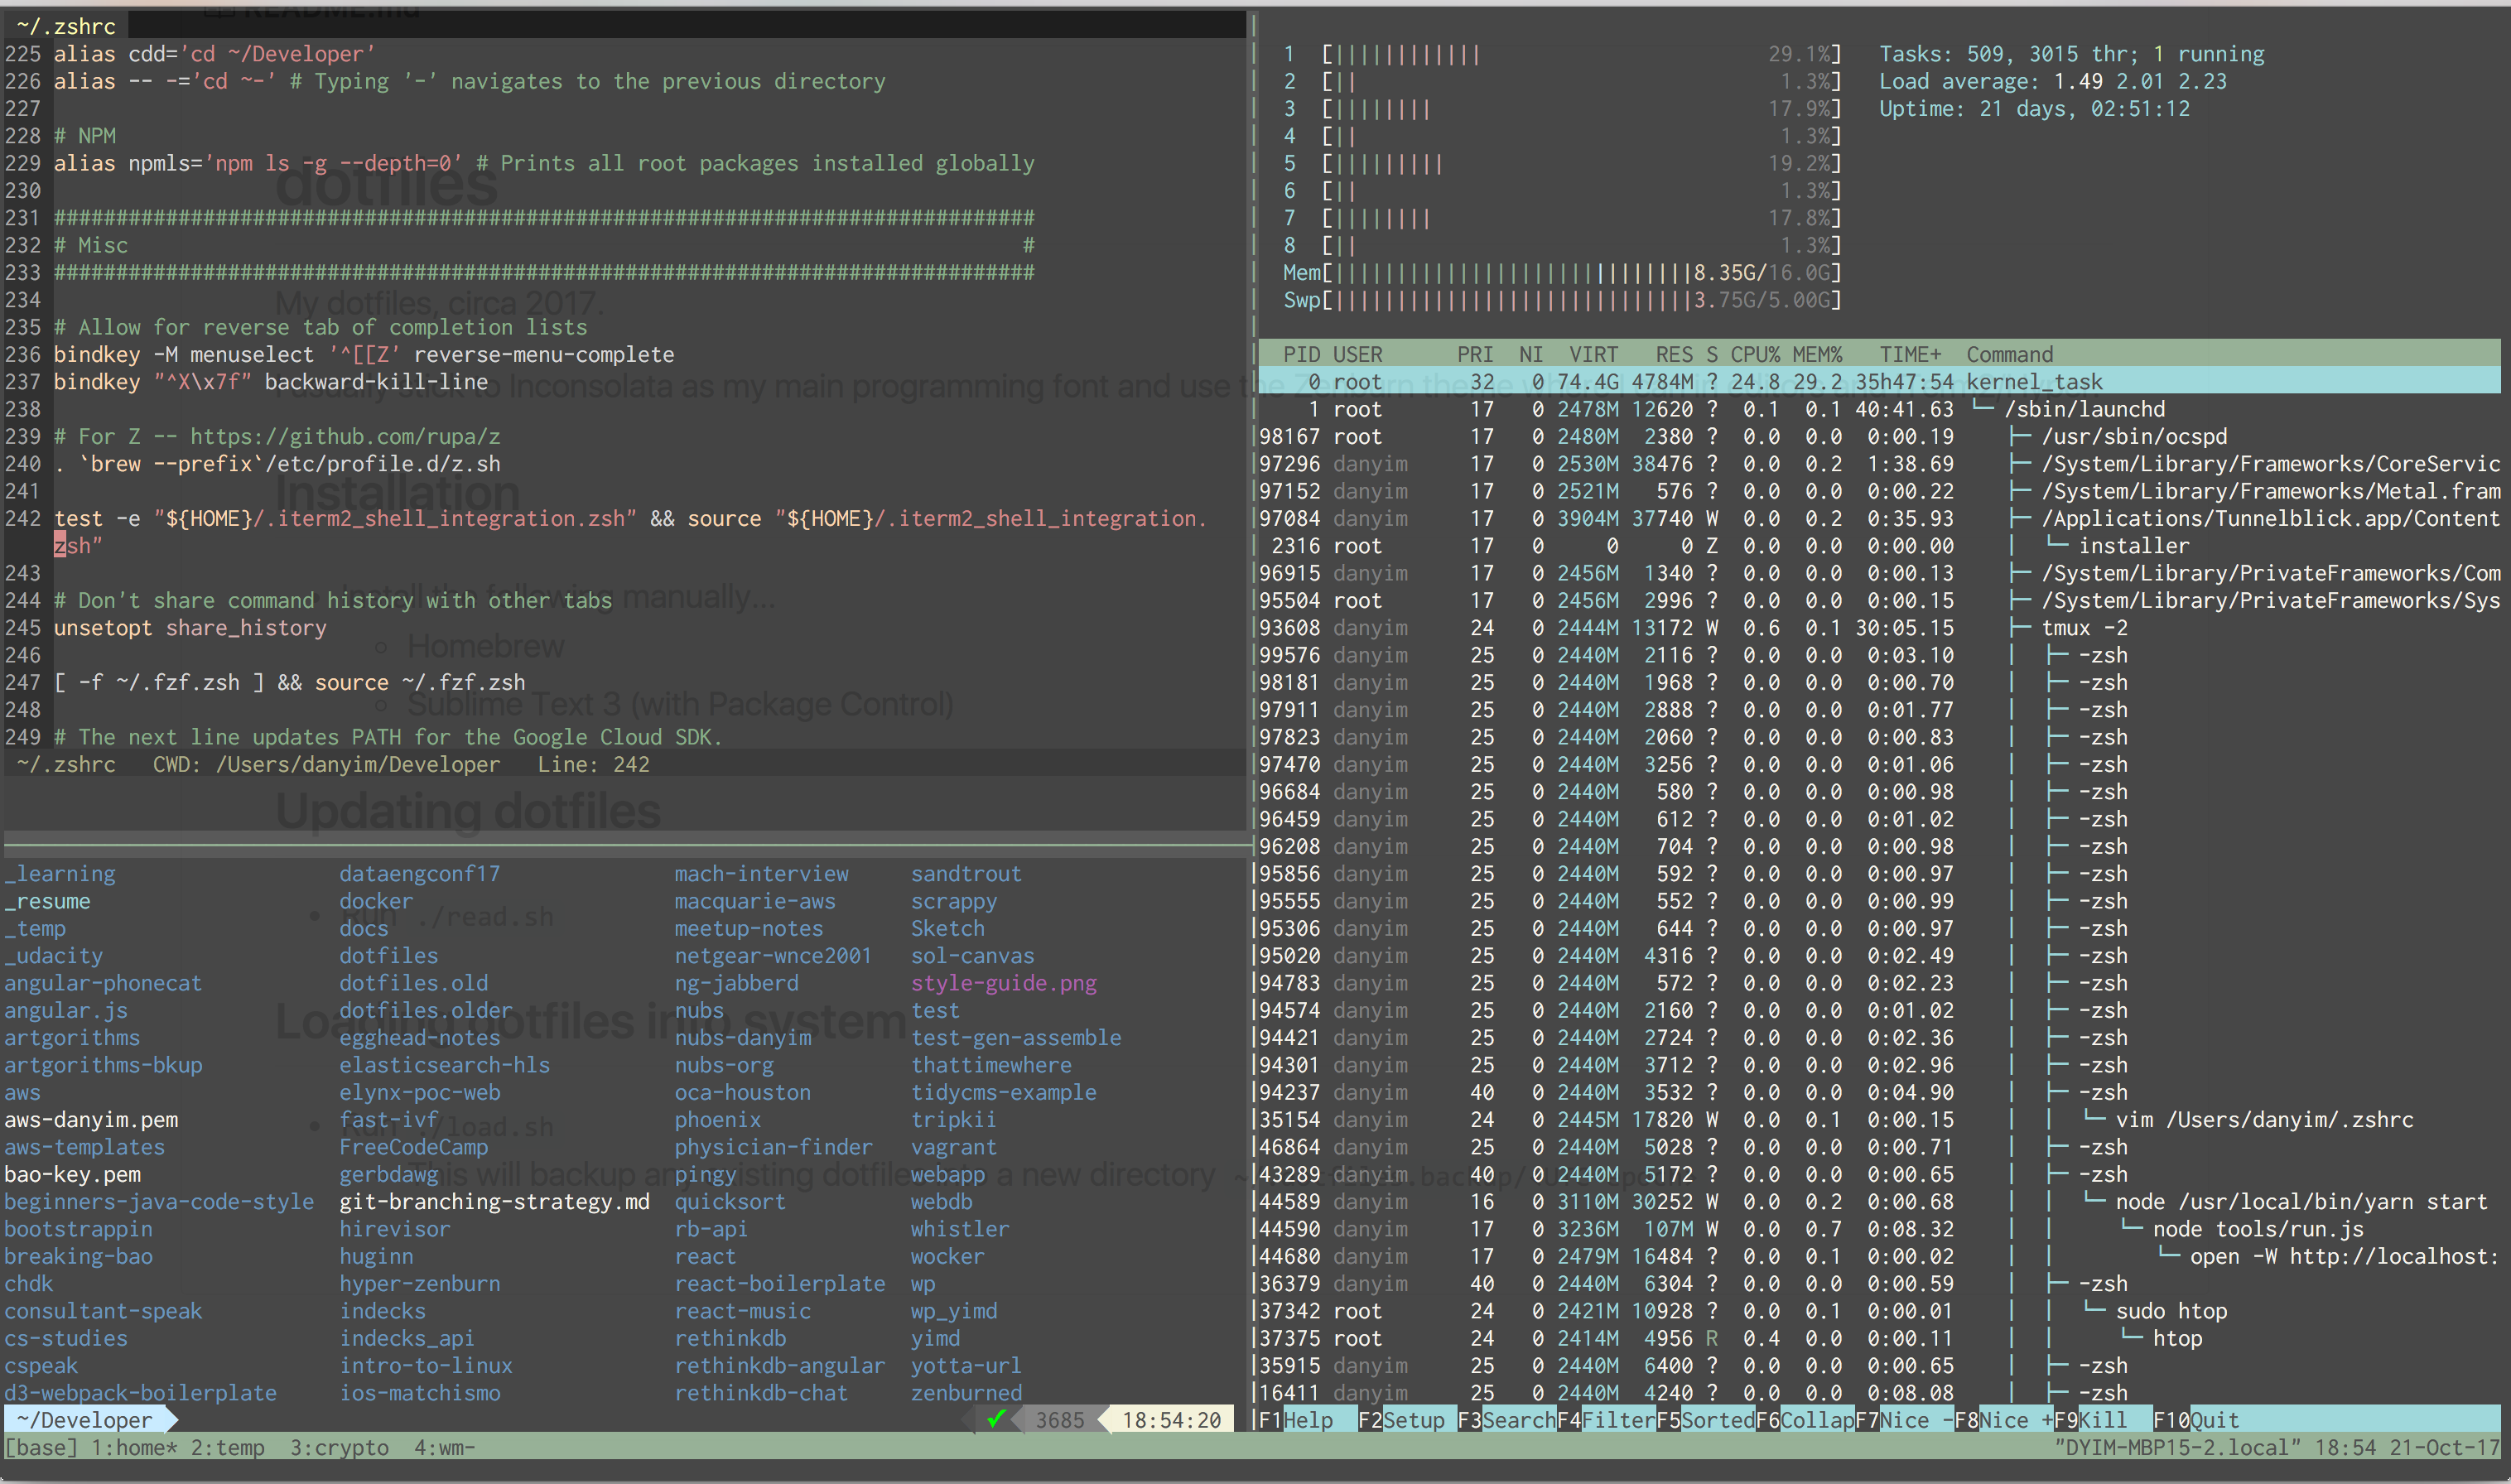 README.md
~/.zshrc
225 alias cdd='cd ~/Developer'
226 alias -- -='cd ~-' # Typing '-' navigates to the previous directory
227
228 # NPM
229 alias npmls='npm ls -g --depth=0' # Prints all root packages installed globally
dotfiles
230
231 ###############################################################################
232 # Misc #
233 ###############################################################################
234
My dotfiles, circa 2017.
235 # Allow for reverse tab of completion lists
236 bindkey -M menuselect '^[[Z' reverse-menu-complete
237 bindkey "^X\x7f" backward-kill-line
238
239 # For Z -- https://github.com/rupa/z
240 . `brew --prefix`/etc/profile.d/z.sh
241
Installation
242 test -e "${HOME}/.iterm2_shell_integration.zsh" && source "${HOME}/.iterm2_shell_integration.
zsh"
243
244 # Don't share command history with other tabs
245 unsetopt share_history
Homebrew
246
247 [ -f ~/.fzf.zsh ] && source ~/.fzf.zsh
Sublime Text 3 (with Package Control)
248
249 # The next line updates PATH for the Google Cloud SDK.
~/.zshrc CWD: /Users/danyim/Developer Line: 242
Updating dotfiles
_learning dataengconf17 mach-interview sandtrout
_resume docker macquarie-aws scrappy
Run ./read.sh
_temp docs meetup-notes Sketch
_udacity dotfiles netgear-wnce2001 sol-canvas
angular-phonecat dotfiles.old ng-jabberd style-guide.png
angular.js dotfiles.older nubs test
Loading dotfiles into system
artgorithms egghead-notes nubs-danyim test-gen-assemble
artgorithms-bkup elasticsearch-hls nubs-org thattimewhere
aws elynx-poc-web oca-houston tidycms-example
aws-danyim.pem fast-ivf phoenix tripkii
Run ./load.sh
aws-templates FreeCodeCamp physician-finder vagrant
bao-key.pem gerbdawg pingy webapp
This will backup any existing dotfiles into a new directory
beginners-java-code-style git-branching-strategy.md quicksort webdb
bootstrappin hirevisor rb-api whistler
breaking-bao huginn react wocker
chdk hyper-zenburn react-boilerplate wp
consultant-speak indecks react-music wp_yimd
cs-studies indecks_api rethinkdb yimd
cspeak intro-to-linux rethinkdb-angular yotta-url
d3-webpack-boilerplate ios-matchismo rethinkdb-chat zenburned
~/Developer ✔ 3685 18:54:20
1 [||||||||||||29.1%] Tasks: 509, 3015 thr; 1 running
2 [||1.3%] Load average: 1.49 2.01 2.23
3 [||||||||17.9%] Uptime: 21 days, 02:51:12
4 [||1.3%]
5 [|||||||||19.2%]
6 [||1.3%]
7 [||||||||17.8%]
8 [||1.3%]
Mem[|||||||||||||||||||||||||||||8.35G/16.0G]
Swp[|||||||||||||||||||||||||||||3.75G/5.00G]
PID USER PRI NI VIRT RES S CPU% MEM% TIME+ Command
0 root 32 0 74.4G 4784M ? 24.8 29.2 35h47:54 kernel_task
1 root 17 0 2478M 12620 ? 0.1 0.1 40:41.63 └─ /sbin/launchd
98167 root 17 0 2480M 2380 ? 0.0 0.0 0:00.19 ├─ /usr/sbin/ocspd
97296 danyim 17 0 2530M 38476 ? 0.0 0.2 1:38.69 ├─ /System/Library/Frameworks/CoreServic
97152 danyim 17 0 2521M 576 ? 0.0 0.0 0:00.22 ├─ /System/Library/Frameworks/Metal.fram
97084 danyim 17 0 3904M 37740 W 0.0 0.2 0:35.93 ├─ /Applications/Tunnelblick.app/Content
2316 root 17 0 0 0 Z 0.0 0.0 0:00.00 │ └─ installer
96915 danyim 17 0 2456M 1340 ? 0.0 0.0 0:00.13 ├─ /System/Library/PrivateFrameworks/Com
95504 root 17 0 2456M 2996 ? 0.0 0.0 0:00.15 ├─ /System/Library/PrivateFrameworks/Sys
93608 danyim 24 0 2444M 13172 W 0.6 0.1 30:05.15 ├─ tmux -2
99576 danyim 25 0 2440M 2116 ? 0.0 0.0 0:03.10 │ ├─ -zsh
98181 danyim 25 0 2440M 1968 ? 0.0 0.0 0:00.70 │ ├─ -zsh
97911 danyim 25 0 2440M 2888 ? 0.0 0.0 0:01.77 │ ├─ -zsh
97823 danyim 25 0 2440M 2060 ? 0.0 0.0 0:00.83 │ ├─ -zsh
97470 danyim 25 0 2440M 3256 ? 0.0 0.0 0:01.06 │ ├─ -zsh
96684 danyim 25 0 2440M 580 ? 0.0 0.0 0:00.98 │ ├─ -zsh
96459 danyim 25 0 2440M 612 ? 0.0 0.0 0:01.02 │ ├─ -zsh
96208 danyim 25 0 2440M 704 ? 0.0 0.0 0:00.98 │ ├─ -zsh
95856 danyim 25 0 2440M 592 ? 0.0 0.0 0:00.97 │ ├─ -zsh
95555 danyim 25 0 2440M 552 ? 0.0 0.0 0:00.99 │ ├─ -zsh
95306 danyim 25 0 2440M 644 ? 0.0 0.0 0:00.97 │ ├─ -zsh
95020 danyim 25 0 2440M 4316 ? 0.0 0.0 0:02.49 │ ├─ -zsh
94783 danyim 25 0 2440M 572 ? 0.0 0.0 0:02.23 │ ├─ -zsh
94574 danyim 25 0 2440M 2160 ? 0.0 0.0 0:01.02 │ ├─ -zsh
94421 danyim 25 0 2440M 2724 ? 0.0 0.0 0:02.36 │ ├─ -zsh
94301 danyim 25 0 2440M 3712 ? 0.0 0.0 0:02.96 │ ├─ -zsh
94237 danyim 40 0 2440M 3532 ? 0.0 0.0 0:04.90 │ ├─ -zsh
35154 danyim 24 0 2445M 17820 W 0.0 0.1 0:00.15 │ │ └─ vim /Users/danyim/.zshrc
46864 danyim 25 0 2440M 5028 ? 0.0 0.0 0:00.71 │ ├─ -zsh
43289 danyim 40 0 2440M 5172 ? 0.0 0.0 0:00.65 │ ├─ -zsh
44589 danyim 16 0 3110M 30252 W 0.0 0.2 0:00.68 │ │ └─ node /usr/local/bin/yarn start
44590 danyim 17 0 3236M 107M W 0.0 0.7 0:08.32 │ │ └─ node tools/run.js
44680 danyim 17 0 2479M 16484 ? 0.0 0.1 0:00.02 │ │ └─ open -W http://localhost:
36379 danyim 40 0 2440M 6304 ? 0.0 0.0 0:00.59 │ ├─ -zsh
37342 root 24 0 2421M 10928 ? 0.0 0.1 0:00.01 │ │ └─ sudo htop
37375 root 24 0 2414M 4956 R 0.4 0.0 0:00.11 │ │ └─ htop
35915 danyim 25 0 2440M 6400 ? 0.0 0.0 0:00.65 │ ├─ -zsh
16411 danyim 25 0 2440M 4240 ? 0.0 0.0 0:08.08 │ ├─ -zsh
F1Help F2Setup F3SearchF4FilterF5SortedF6CollapF7Nice -F8Nice +F9Kill F10Quit
[base] 1:home* 2:temp 3:crypto 4:wm- "DYIM-MBP15-2.local" 18:54 21-Oct-17